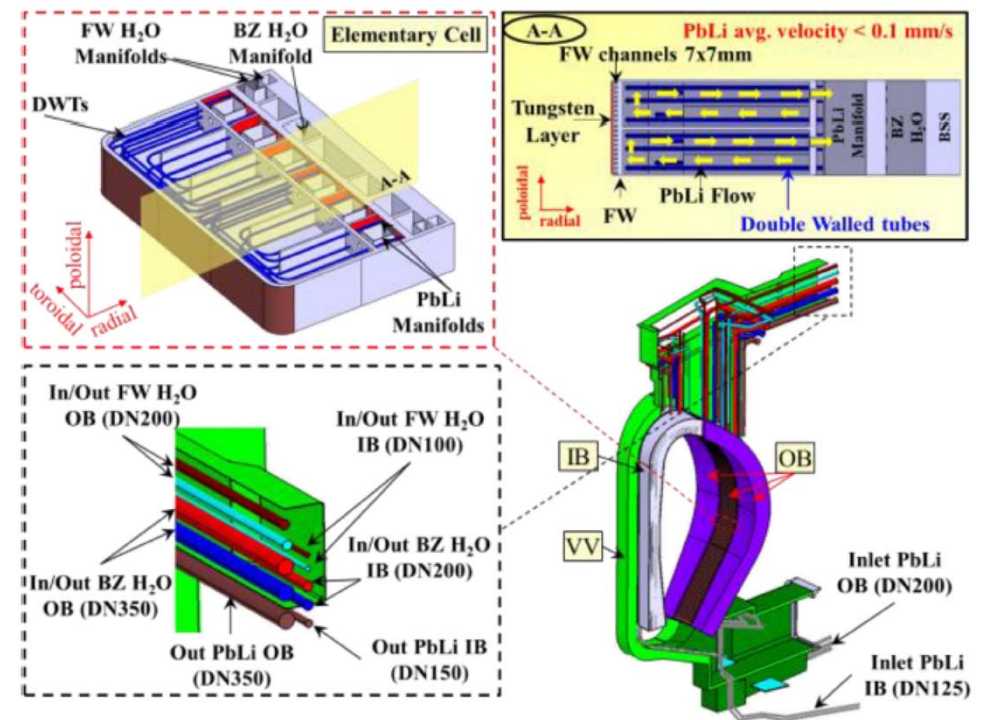 FW H₂O
Manifolds
BZ H₂O
Manifold
Elementary Cell
DWTs
A-A
PbLi
Manifolds
poloidal
toroidal
radial
A-A
PbLi avg. velocity < 0.1 mm/s
FW channels 7x7mm
Tungsten
Layer
PbLi
Manifold
BZ
H₂O
BSS
poloidal
radial
FW
PbLi Flow
Double Walled tubes
In/Out FW H₂O
OB (DN200)
In/Out FW H₂O
IB (DN100)
In/Out BZ H₂O
IB (DN200)
In/Out BZ H₂O
OB (DN350)
Out PbLi OB
(DN350)
Out PbLi IB
(DN150)
IB
OB
VV
Inlet PbLi
OB (DN200)
Inlet PbLi
IB (DN125)